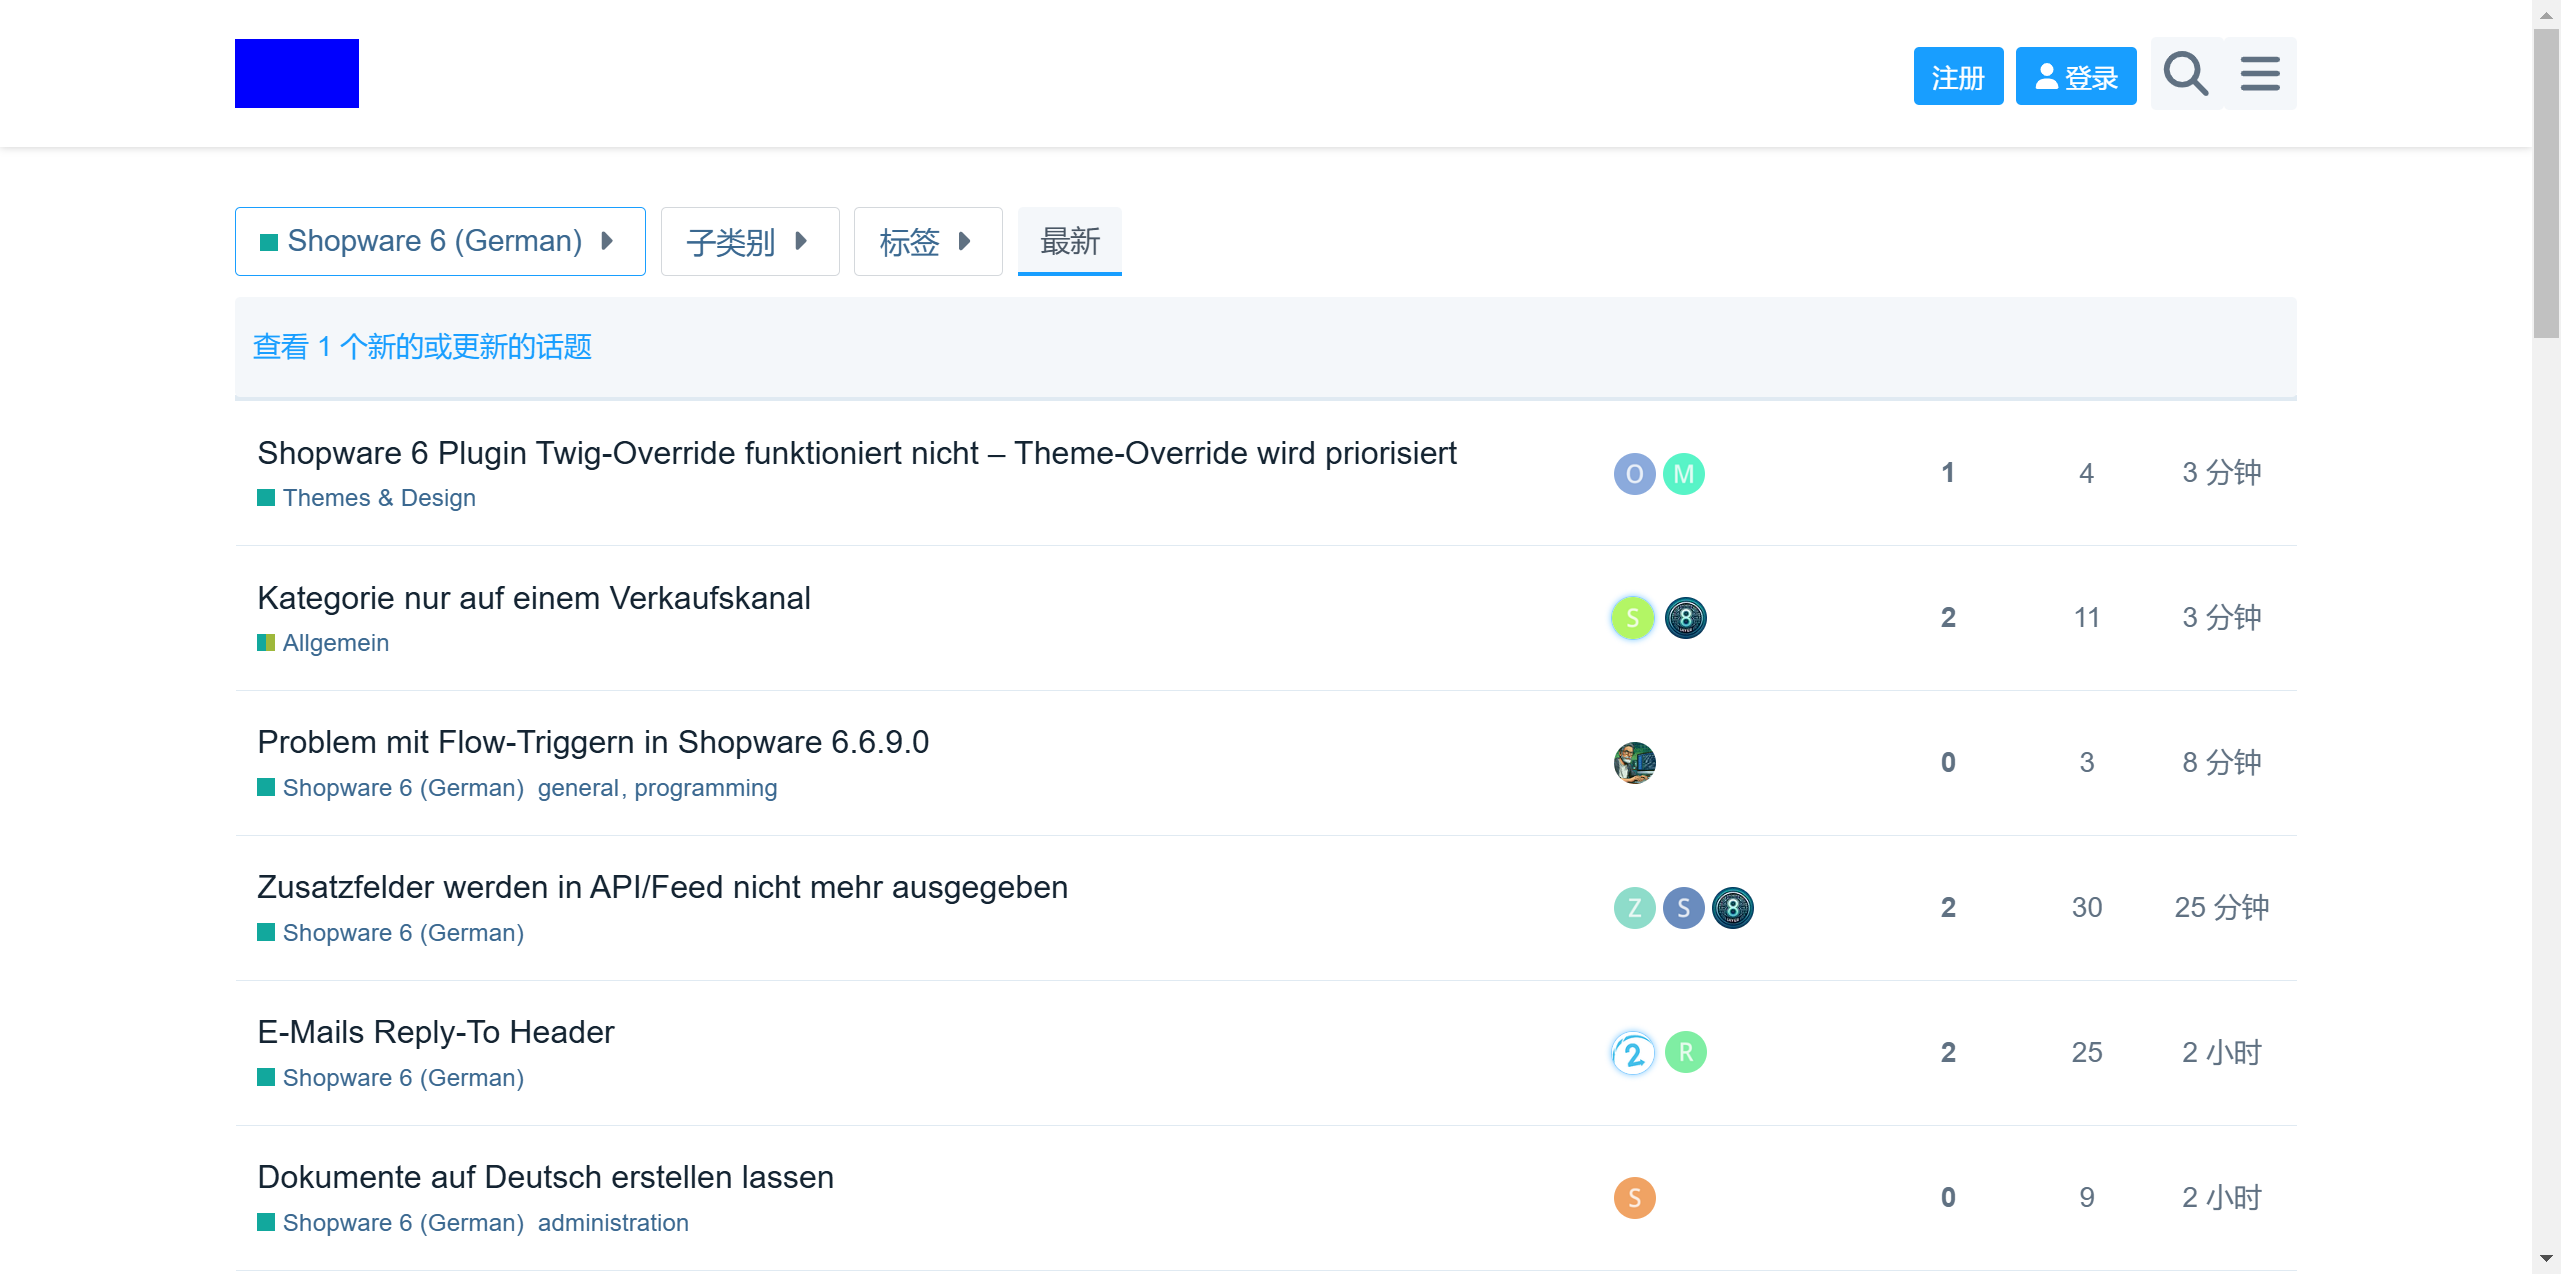 注册 登录
Shopware 6 (German) 子类别 标签 最新
查看 1 个新的或更新的话题
Shopware 6 Plugin Twig-Override funktioniert nicht – Theme-Override wird priorisiert
Themes & Design
O M 1 4 3 分钟
Kategorie nur auf einem Verkaufskanal
Allgemein
S 8 2 11 3 分钟
Problem mit Flow-Triggern in Shopware 6.6.9.0
Shopware 6 (German) general, programming
0 3 8 分钟
Zusatzfelder werden in API/Feed nicht mehr ausgegeben
Shopware 6 (German)
Z S 8 2 30 25 分钟
E-Mails Reply-To Header
Shopware 6 (German)
2 R 2 25 2 小时
Dokumente auf Deutsch erstellen lassen
Shopware 6 (German) administration
S 0 9 2 小时